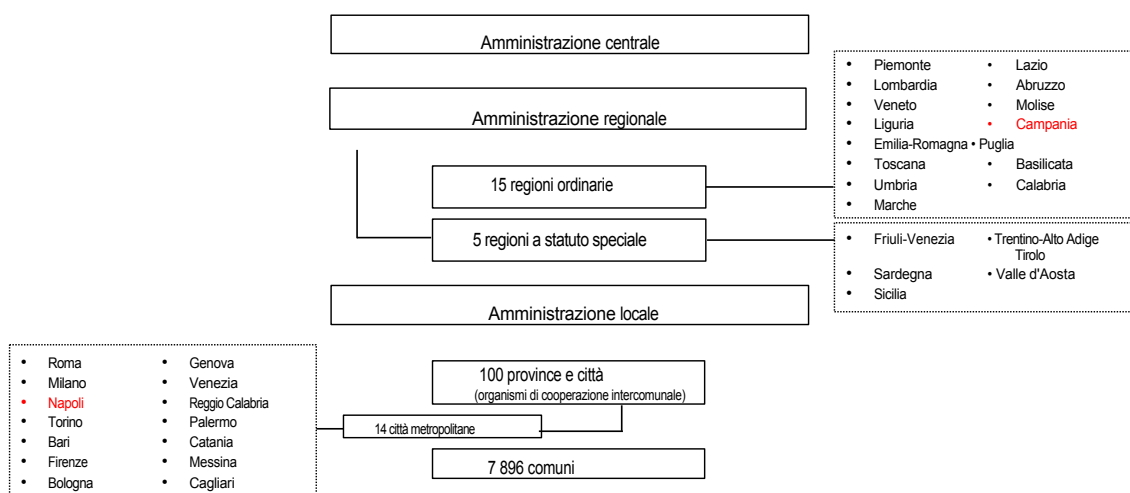 Amministrazione centrale
Amministrazione regionale
• Piemonte • Lazio
• Lombardia • Abruzzo
• Veneto • Molise
• Liguria • Campania
• Emilia-Romagna • Puglia
• Toscana • Basilicata
• Umbria • Calabria
• Marche
15 regioni ordinarie
5 regioni a statuto speciale
• Friuli-Venezia • Trentino-Alto Adige
Tirolo
• Sardegna • Valle d'Aosta
• Sicilia
Amministrazione locale
• Roma • Genova
• Milano • Venezia
• Napoli • Reggio Calabria
• Torino • Palermo
• Bari • Catania
• Firenze • Messina
• Bologna • Cagliari
100 province e città
(organismi di cooperazione intercomunale)
14 città metropolitane
7 896 comuni